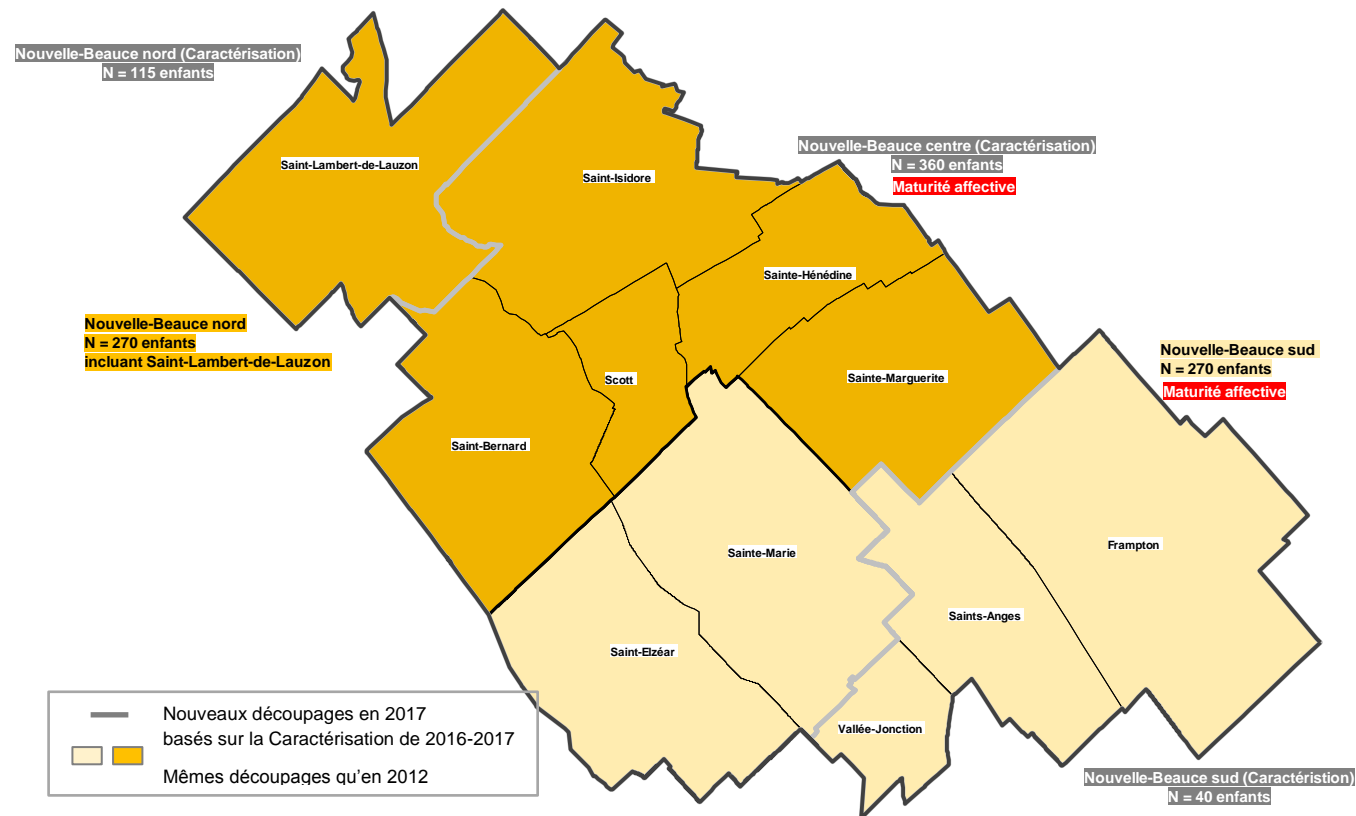 Nouvelle-Beauce nord (Caractérisation)
N = 115 enfants
Saint-Lambert-de-Lauzon
Saint-Isidore
Nouvelle-Beauce centre (Caractérisation)
N = 360 enfants
Maturité affective
Sainte-Hénédine
Nouvelle-Beauce nord
N = 270 enfants
incluant Saint-Lambert-de-Lauzon
Scott
Sainte-Marguerite
Nouvelle-Beauce sud
N = 270 enfants
Maturité affective
Saint-Bernard
Sainte-Marie
Frampton
Saints-Anges
Saint-Elzéar
Vallée-Jonction
Nouveaux découpages en 2017
basés sur la Caractérisation de 2016-2017
Mêmes découpages qu'en 2012
Nouvelle-Beauce sud (Caractéristion)
N = 40 enfants